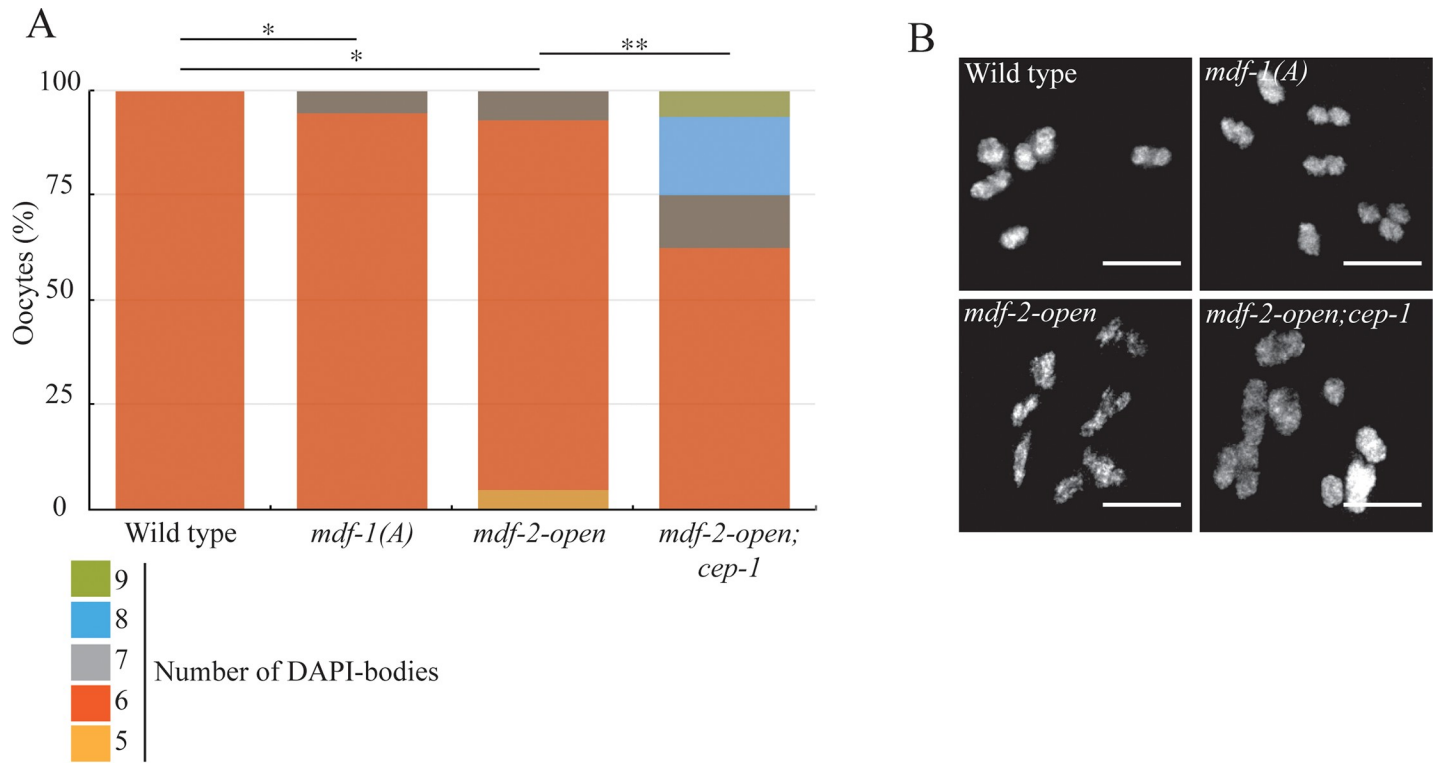 A
*
*
**
100
75
50
25
0
Oocytes (%)
Wild type
mdf-1(A)
mdf-2-open
mdf-2-open;
cep-1
9
8
7
6
5
Number of DAPI-bodies
B
Wild type
mdf-1(A)
mdf-2-open
mdf-2-open;cep-1